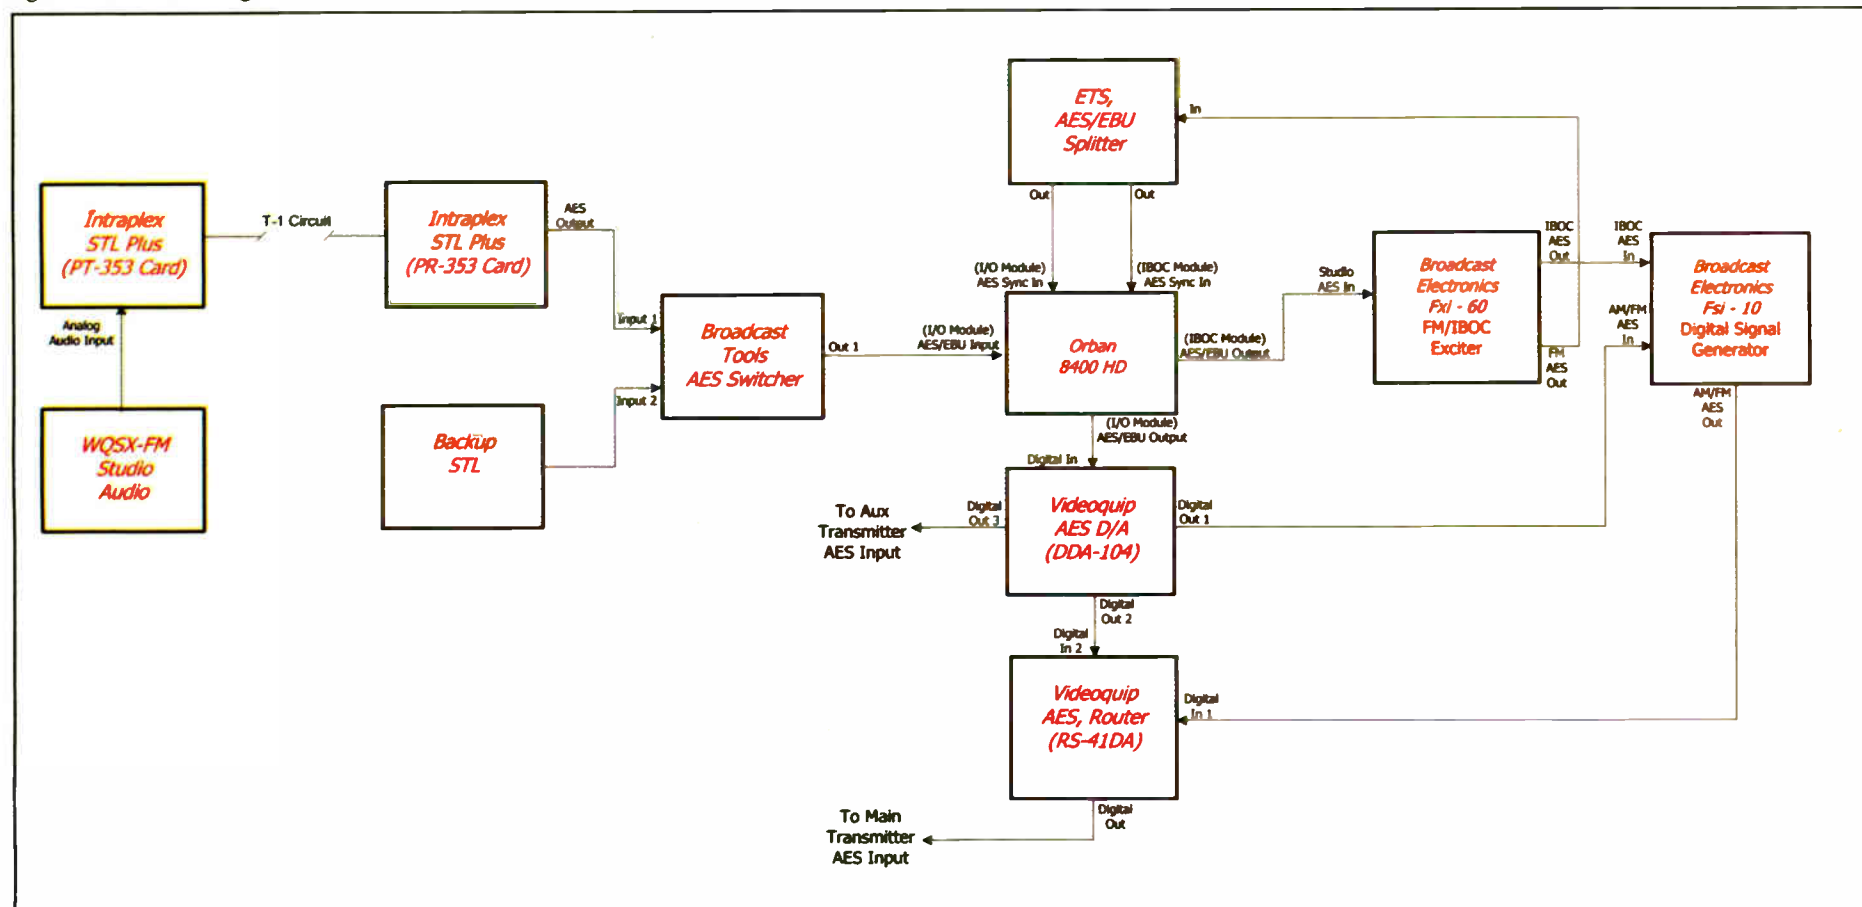 Intraplex
STL Plus
(PT-353 Card)
T-1 Circuit
Intraplex
STL Plus
(PR-353 Card)
AES
Output
Analog
Audio Input
WQSX-FM
Studio
Audio
Backup
STL
Input 1
Input 2
Broadcast
Tools
AES Switcher
Out 1
(I/O Module)
AES/EBU Input
ETS,
AES/EBU
Splitter
In
Out
Out
(I/O Module)
AES Sync In
(IBOC Module)
AES Sync In
Orban
8400 HD
(IBOC Module)
AES/EBU Output
(I/O Module)
AES/EBU Output
Studio
AES In
Broadcast
Electronics
Fxi - 60
FM/IBOC
Exciter
IBOC
AES
Out
FM
AES
Out
IBOC
AES
In
AM/FM
AES
In
Broadcast
Electronics
Fsi - 10
Digital Signal
Generator
AM/FM
AES
Out
Digital In
Videoquip
AES D/A
(DDA-104)
Digital
Out 1
Digital
Out 3
To Aux
Transmitter
AES Input
Digital
Out 2
Digital
In 2
Videoquip
AES, Router
(RS-41DA)
Digital
In 1
Digital
Out
To Main
Transmitter
AES Input